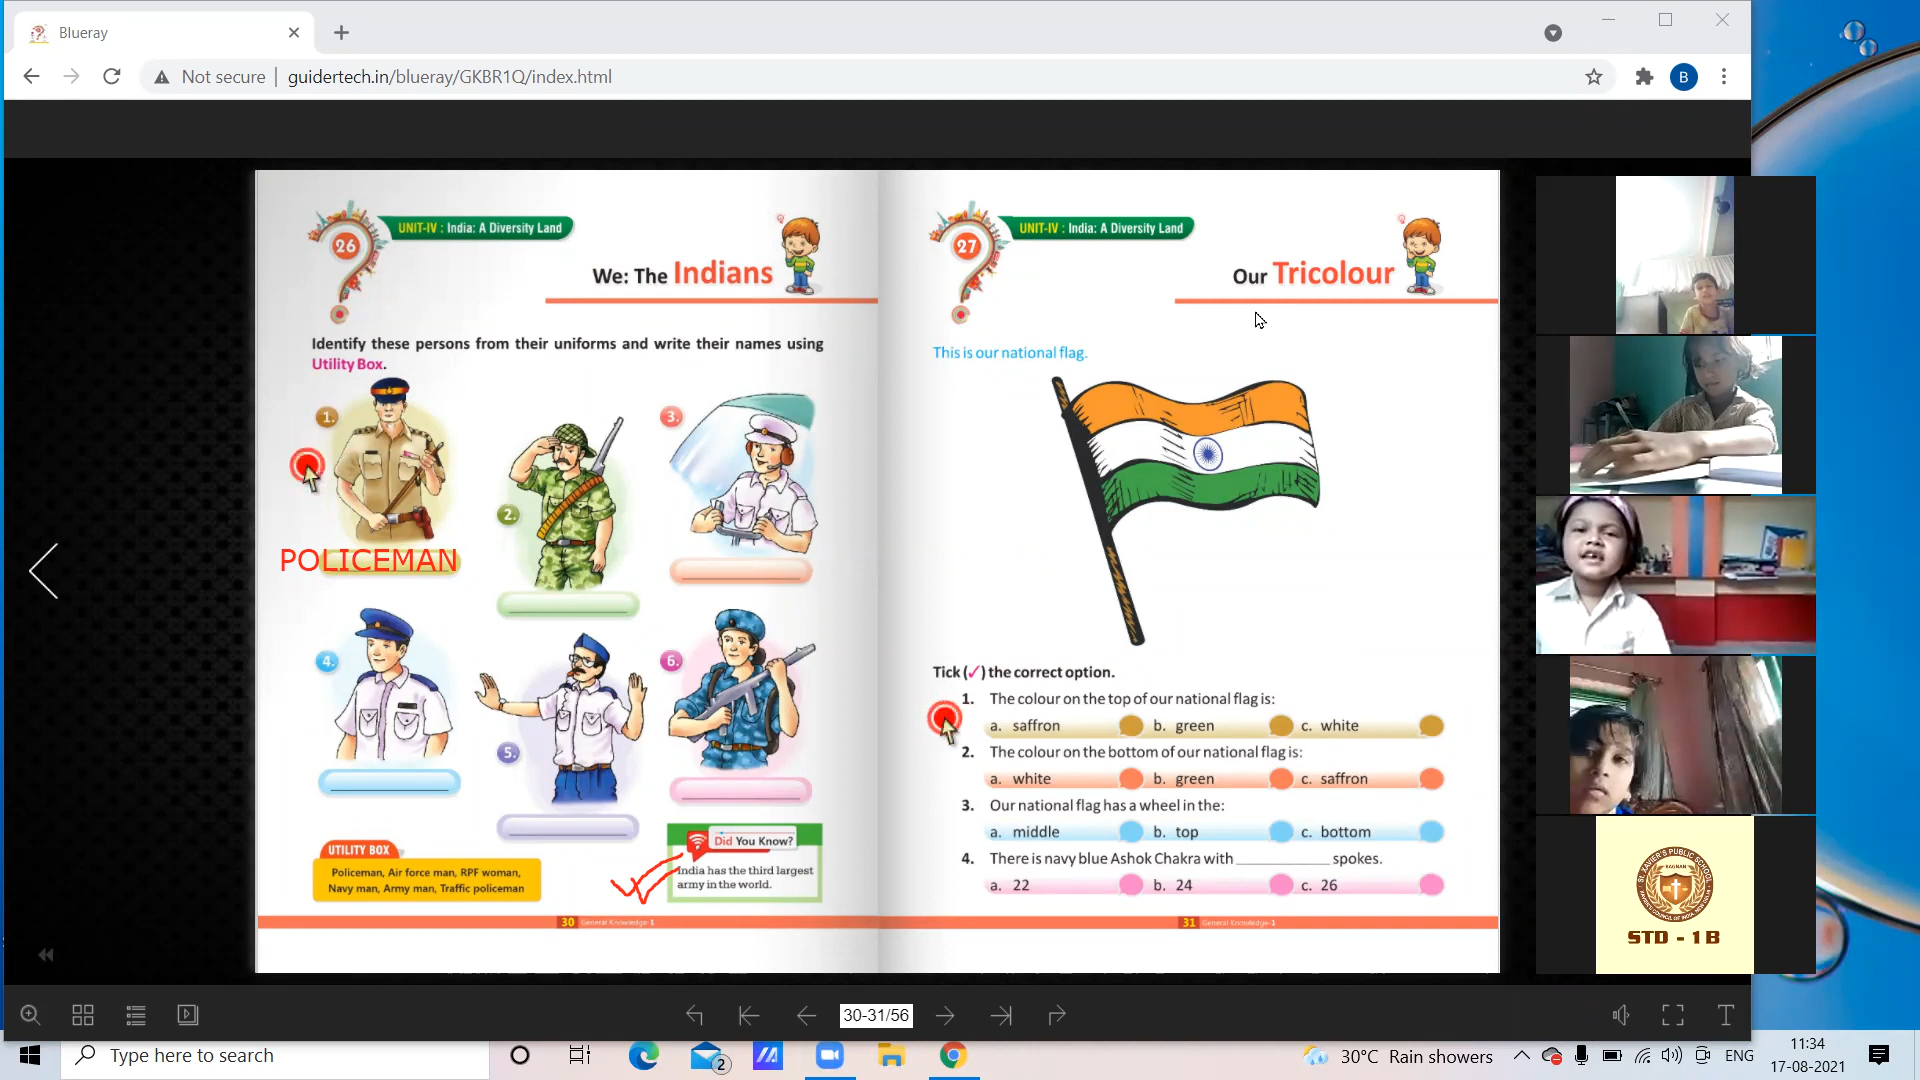 Blueray
Not secure | guidertech.in/blueray/GKBR1Q/index.html
B
26
UNIT-IV : India: A Diversity Land
We: The Indians
Identify these persons from their uniforms and write their names using
Utility Box.
1.
2.
3.
POLICEMAN
4.
5.
6.
UTILITY BOX
Policeman, Air force man, RPF woman,
Navy man, Army man, Traffic policeman
Did You Know?
India has the third largest
army in the world.
30 General Knowledge-1
27
UNIT-IV : India: A Diversity Land
Our Tricolour
This is our national flag.
Tick (✓) the correct option.
1. The colour on the top of our national flag is:
a. saffron b. green c. white
2. The colour on the bottom of our national flag is:
a. white b. green c. saffron
3. Our national flag has a wheel in the:
a. middle b. top c. bottom
4. There is navy blue Ashok Chakra with ____________ spokes.
a. 22 b. 24 c. 26
31 General Knowledge-1
STD - 1B
30-31/56
Type here to search
2
30°C Rain showers
ENG
11:34
17-08-2021